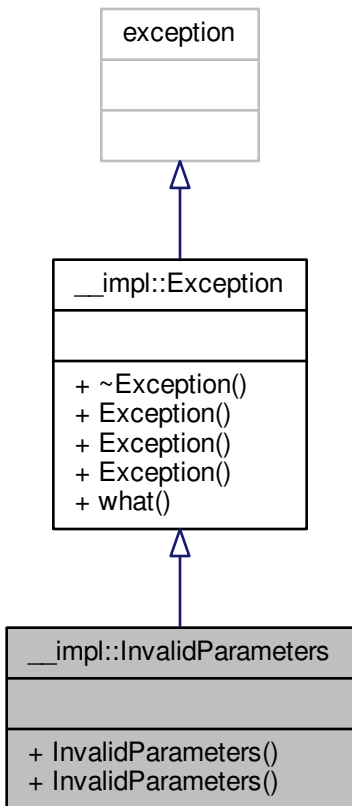 exception
__impl::Exception
+ ~Exception()
+ Exception()
+ Exception()
+ Exception()
+ what()
__impl::InvalidParameters
+ InvalidParameters()
+ InvalidParameters()